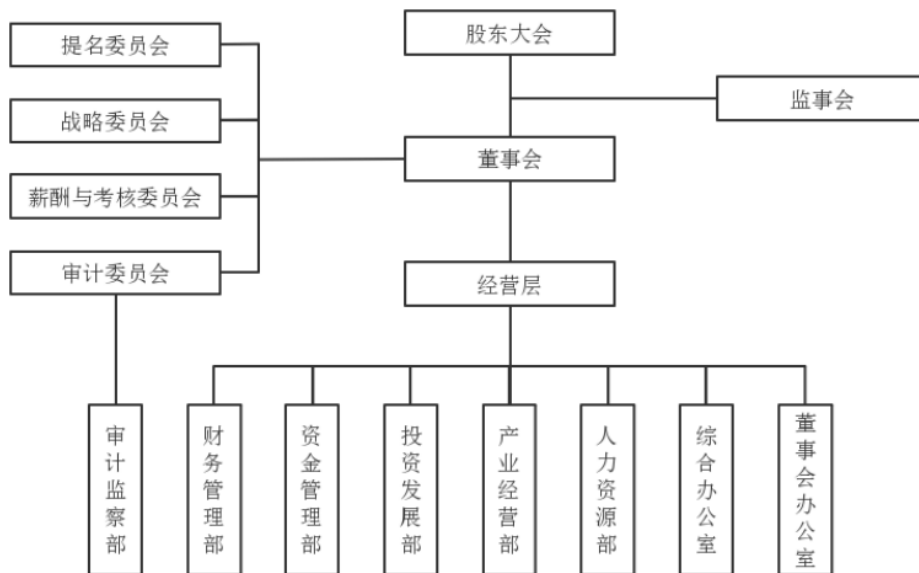 提名委员会
股东大会
战略委员会
监事会
董事会
薪酬与考核委员会
审计委员会
经营层
审计监察部
财务管理部
资金管理部
投资发展部
产业经营部
人力资源部
综合办公室
董事会办公室